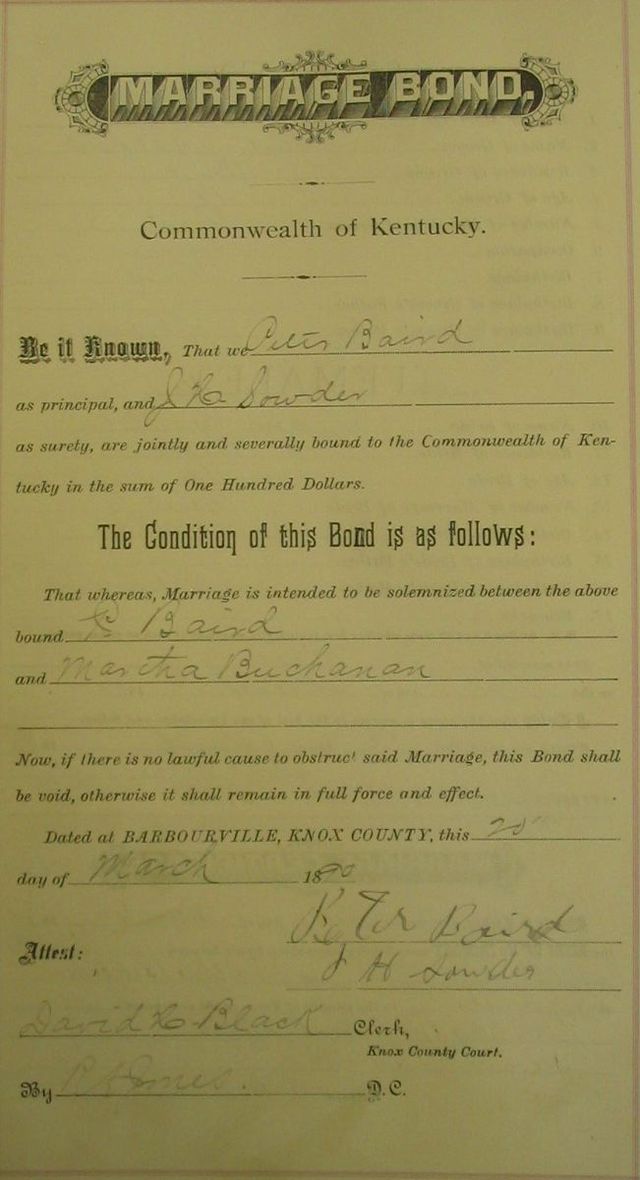 MARRIAGE BOND.
Commonwealth of Kentucky.
Be it Known, That we Peter Baird
as principal, and J H Sowder
as surety, are jointly and severally bound to the Commonwealth of Ken-
tucky in the sum of One Hundred Dollars.
The Condition of this Bond is as follows:
That whereas, Marriage is intended to be solemnized between the above
bound P Baird
and Martha Buchanan
Now, if there is no lawful cause to obstruct said Marriage, this Bond shall
be void, otherwise it shall remain in full force and effect.
Dated at BARBOURVILLE, KNOX COUNTY, this
day of March 1890
Peter Baird
Attest:
J H Sowder
David H Black Clerk,
Knox County Court.
By D.C.